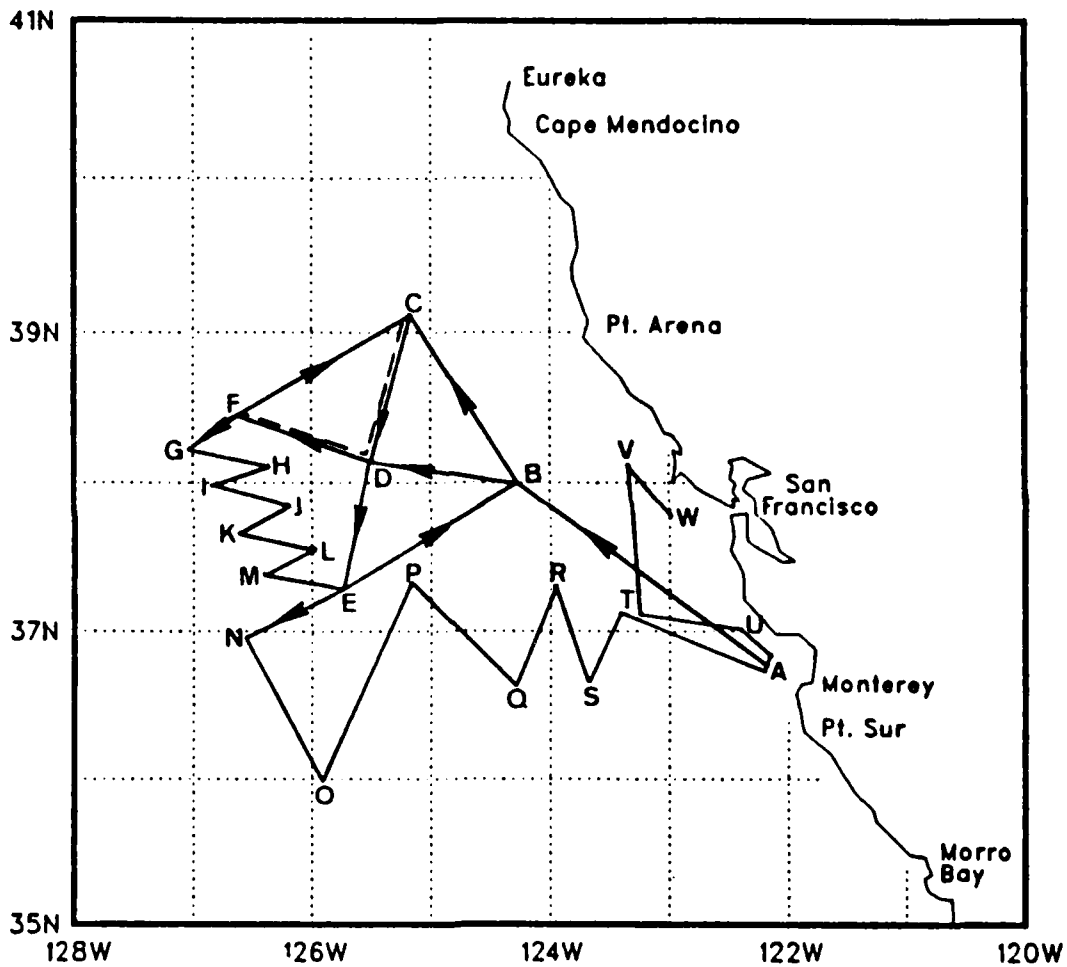 41N
Eureka
Cape Mendocino
C
39N
Pt. Arena
F
G
H
D
B
V
I
San
Francisco
J
W
K
L
M
P
R
E
T
U
37N
N
A
Monterey
Q
S
Pt. Sur
O
Morro
Bay
35N
128W
126W
124W
122W
120W